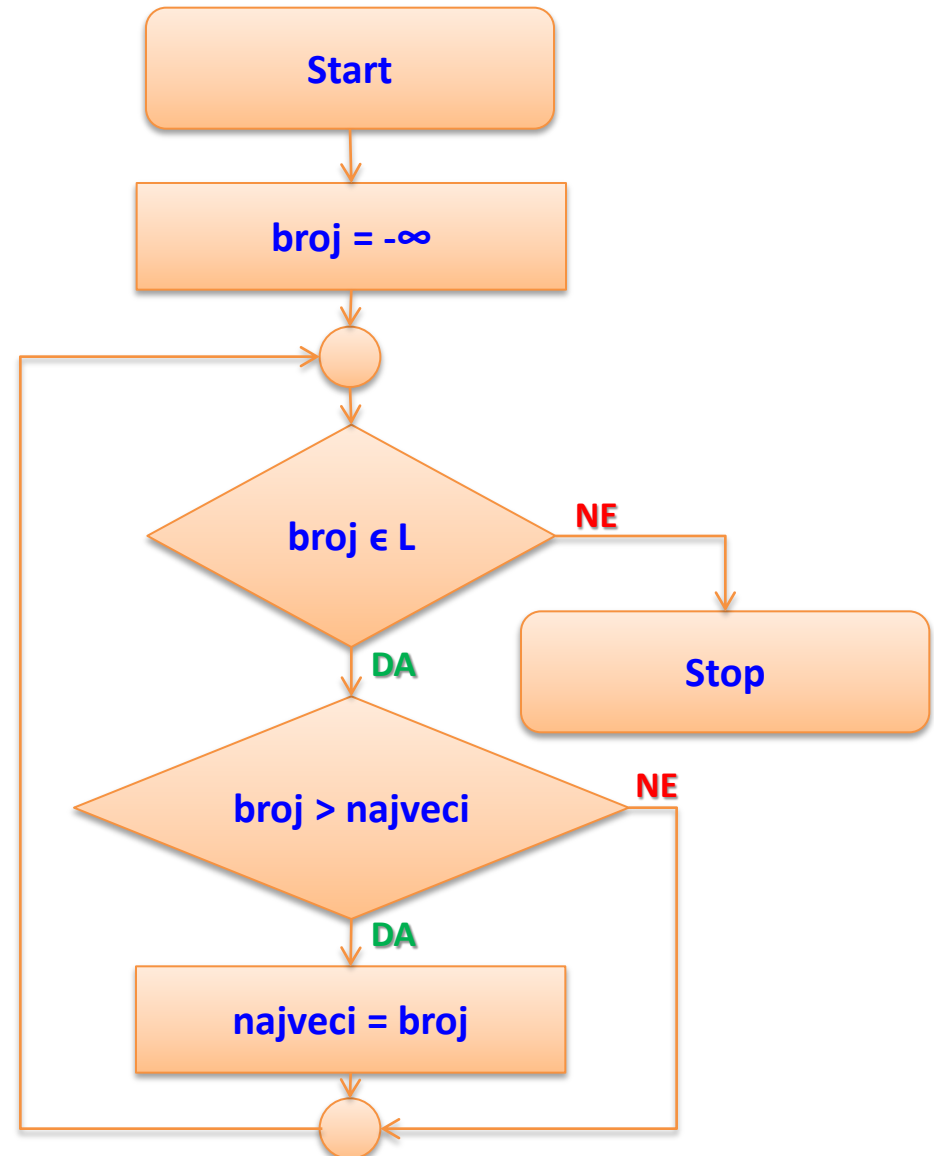 Start
broj = -∞
broj ϵ L
NE
Stop
DA
broj > najveci
NE
DA
najveci = broj